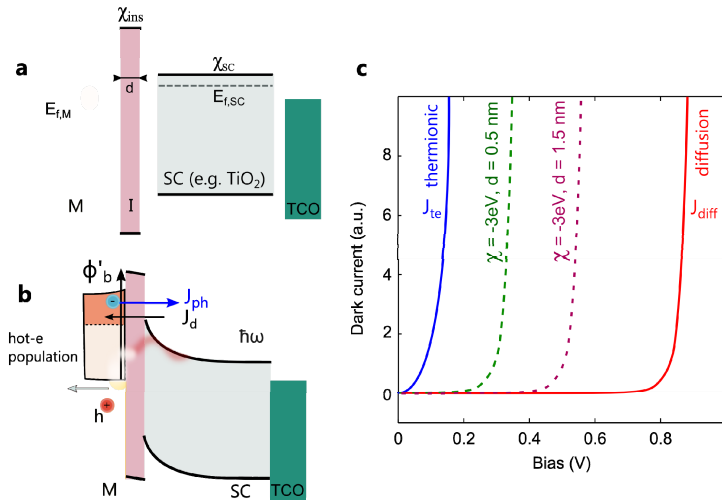 a
χins
d
χSC
Ef,M
Ef,SC
SC (e.g. TiO2)
M
I
TCO
b
ϕ'b
-
Jph
Jd
hot-e
population
ħω
h
+
M
SC
TCO
c
Dark current (a.u.)
8
6
4
2
0
0
0.2
0.4
0.6
0.8
Bias (V)
Jte thermionic
χ = -3eV, d = 0.5 nm
χ = -3eV, d = 1.5 nm
Jdiff diffusion